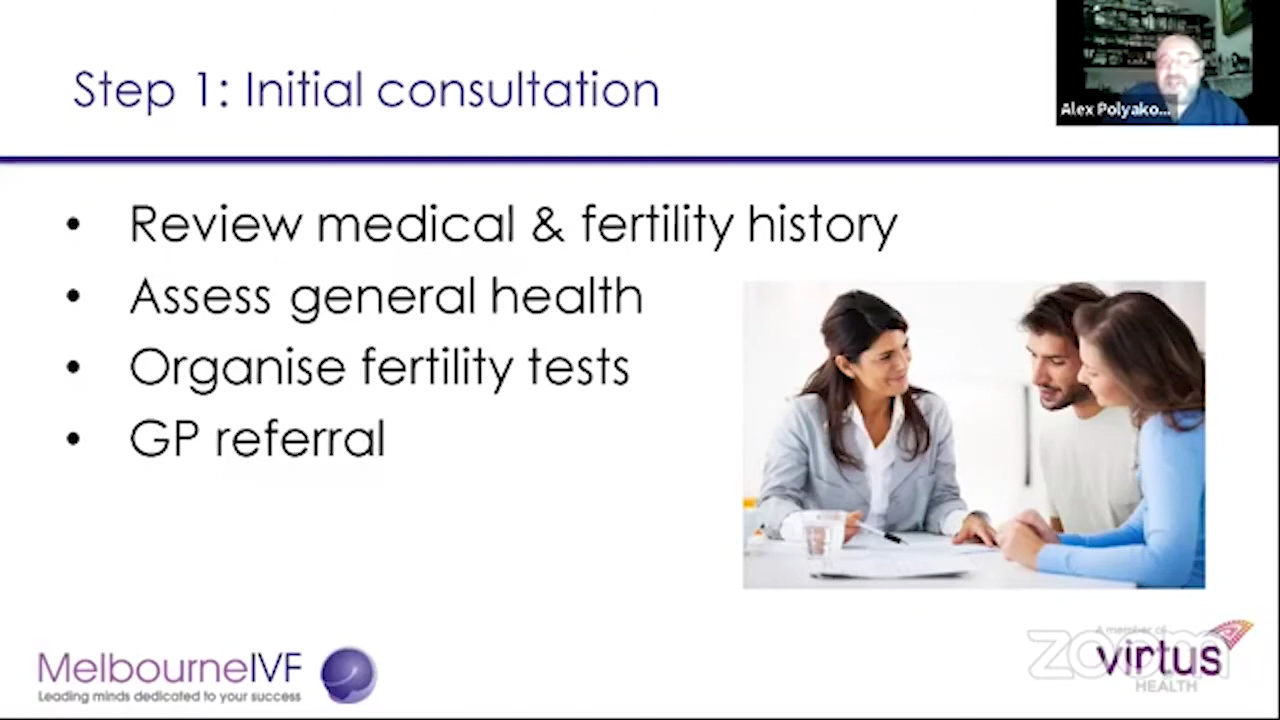 Step 1: Initial consultation
Alex Polyako...
• Review medical & fertility history
• Assess general health
• Organise fertility tests
• GP referral
MelbourneIVF
Leading minds dedicated to your success
A member of
zoom
virtus
HEALTH